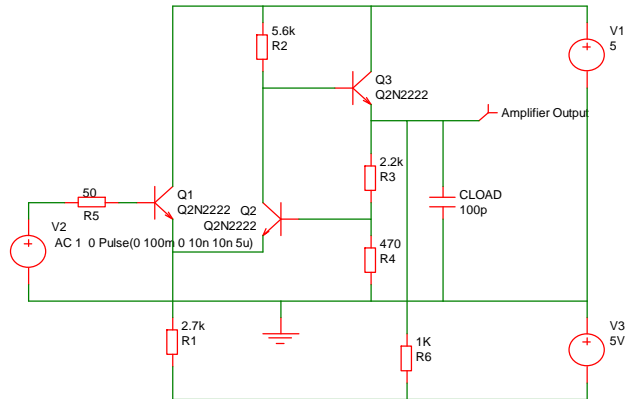 V1
5
5.6k
R2
Q3
Q2N2222
Amplifier Output
2.2k
R3
CLOAD
100p
50
R5
Q1
Q2N2222
Q2
Q2N2222
V2
AC 1 0 Pulse(0 100m 0 10n 10n 5u)
470
R4
2.7k
R1
1K
R6
V3
5V